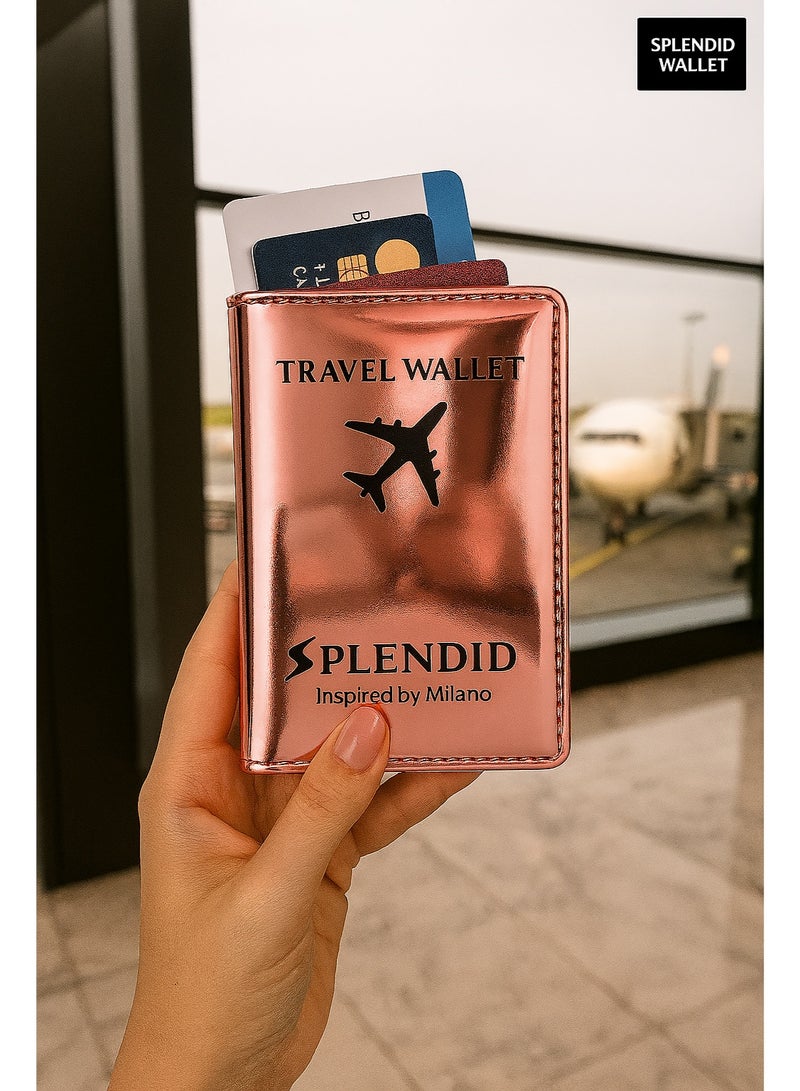 SPLENDID
WALLET
B
TRAVEL WALLET
SPLENDID
Inspired by Milano